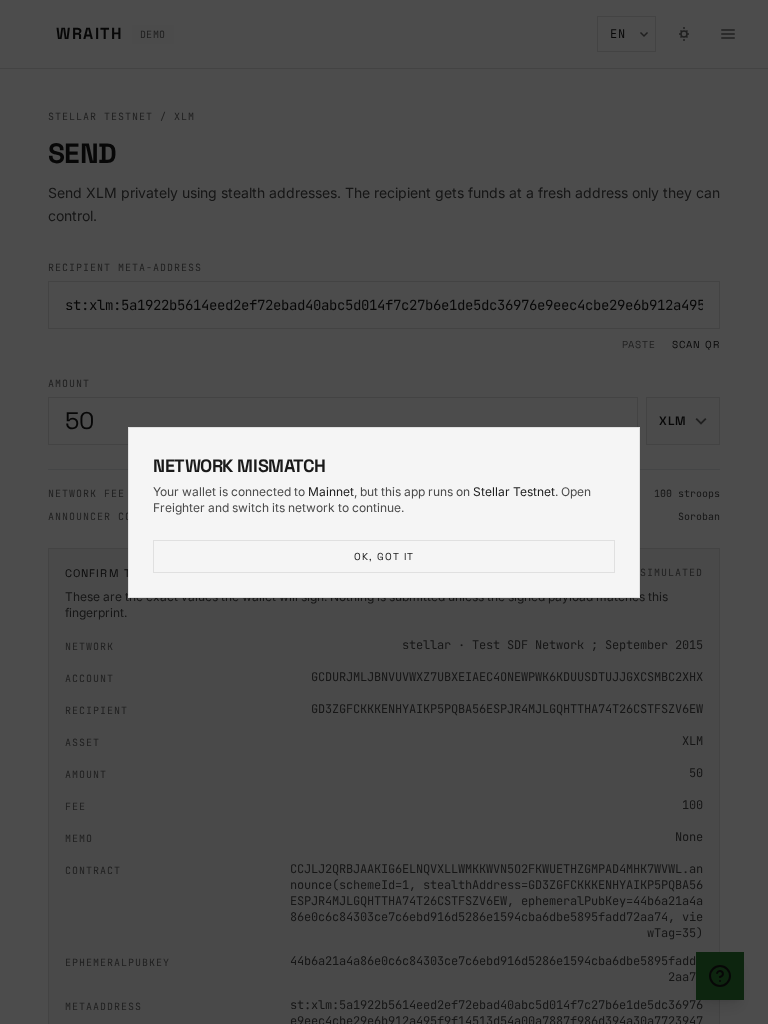 WRAITH DEMO EN
STELLAR TESTNET / XLM
SEND
Send XLM privately using stealth addresses. The recipient gets funds at a fresh address only they can
control.
RECIPIENT META-ADDRESS
st:xlm:5a1922b5614eed2ef72ebad40abc5d014f7c27b6e1de5dc36976e9eec4cbe29e6b912a495
PASTE SCAN QR
AMOUNT
50 XLM
NETWORK MISMATCH
Your wallet is connected to Mainnet, but this app runs on Stellar Testnet. Open
Freighter and switch its network to continue.
OK, GOT IT
NETWORK FEE 100 stroops
ANNOUNCER Soroban
CONFIRM SIMULATED
These are the exact values the wallet will sign. Nothing is submitted unless the signed payload matches this
fingerprint.
NETWORK stellar · Test SDF Network ; September 2015
ACCOUNT GCDURJMLJBNVUVWXZ7UBXEIAEC4ONEWPWK6KDUUSDTUJJGXCSMBC2XHX
RECIPIENT GD3ZGFCKKKENHYAIKP5PQBA56ESPJR4MJLGQHTTHA74T26CSTFSZV6EW
ASSET XLM
AMOUNT 50
FEE 100
MEMO None
CONTRACT CCJLJ2QRBJAAKIG6ELNQVXLLWMKKWVN5O2FKWUETHZGMPAD4MHK7WVWL.an
nounce(schemeId=1, stealthAddress=GD3ZGFCKKKENHYAIKP5PQBA56
ESPJR4MJLGQHTTHA74T26CSTFSZV6EW, ephemeralPubKey=44b6a21a4a
86e0c6c84303ce7c6ebd916d5286e1594cba6dbe5895fadd72aa74, vie
wTag=35)
EPHEMERALPUBKEY 44b6a21a4a86e0c6c84303ce7c6ebd916d5286e1594cba6dbe5895fadd
2aa7
METAADDRESS st:xlm:5a1922b5614eed2ef72ebad40abc5d014f7c27b6e1de5dc36976
e9eec4cbe29e6b912a495f9f14513d54a00a7887f986d394a30a7723947